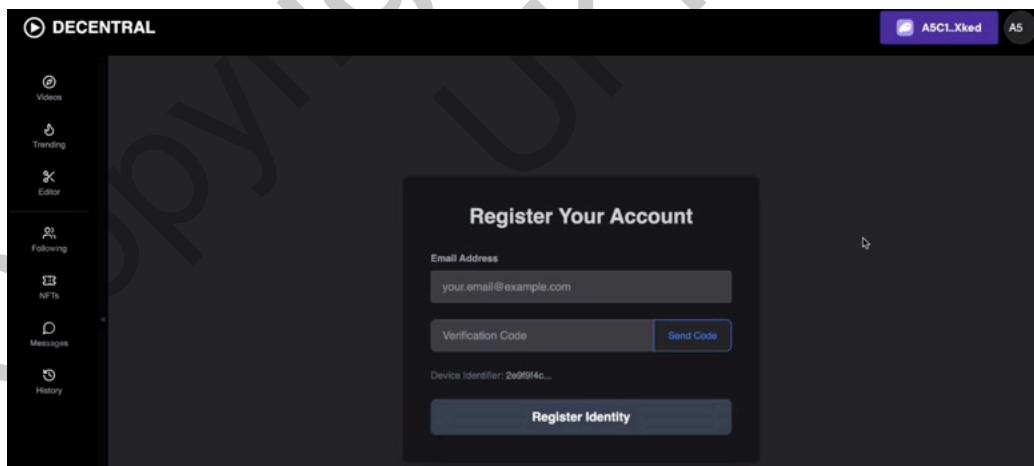 DECENTRAL
A5C1..Xked
A5
Videos
Trending
Editor
Following
NFTs
Messages
History
«
Register Your Account
Email Address
your.email@example.com
Verification Code
Send Code
Device Identifier: 2e9f9f4c...
Register Identity